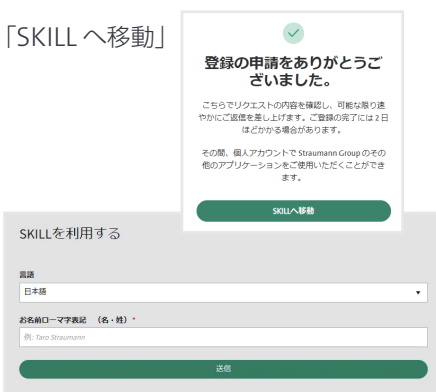 「SKILL へ移動」
登録の申請をありがとうご
ざいました。
こちらでリクエストの内容を確認し、可能な限り速
やかにご返信を差し上げます。ご登録の完了には2日
ほどかかる場合があります。
その間、個人アカウントで Straumann Group のその
他のアプリケーションをご使用いただくことができ
ます。
SKILLへ移動
SKILLを利用する
言語
日本語
お名前ローマ字表記 （名・姓） *
例: Taro Straumann
送信